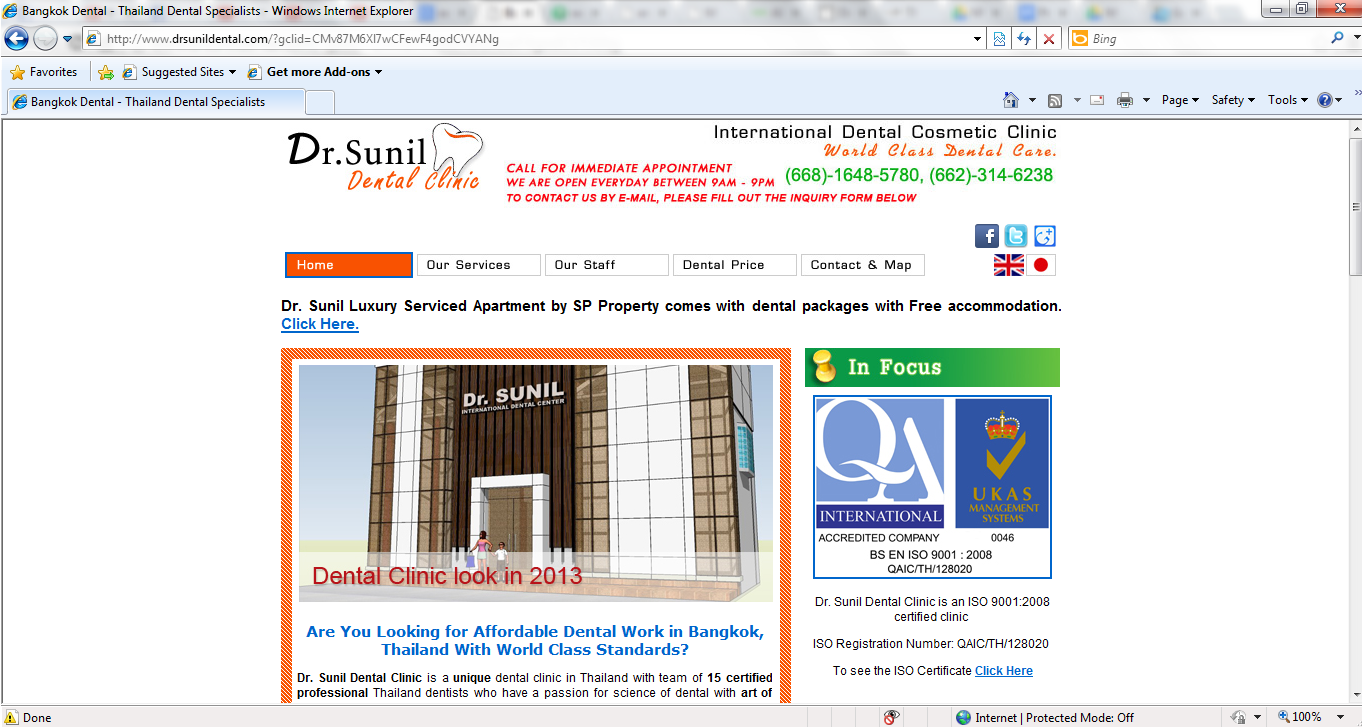 Bangkok Dental - Thailand Dental Specialists - Windows Internet Explorer
http://www.drsunildental.com/?gclid=CMv87M6Xl7wCFewF4godCVYANg
Bing
Favorites Suggested Sites Get more Add-ons
Bangkok Dental - Thailand Dental Specialists
Page Safety Tools
Dr.Sunil
Dental Clinic
International Dental Cosmetic Clinic
World Class Dental Care.
CALL FOR IMMEDIATE APPOINTMENT
WE ARE OPEN EVERYDAY BETWEEN 9AM - 9PM (668)-1648-5780, (662)-314-6238
TO CONTACT US BY E-MAIL, PLEASE FILL OUT THE INQUIRY FORM BELOW
Home Our Services Our Staff Dental Price Contact & Map
Dr. Sunil Luxury Serviced Apartment by SP Property comes with dental packages with Free accommodation.
Click Here.
Dr. SUNIL
INTERNATIONAL DENTAL CENTER
Dental Clinic look in 2013
Are You Looking for Affordable Dental Work in Bangkok,
Thailand With World Class Standards?
Dr. Sunil Dental Clinic is a unique dental clinic in Thailand with team of 15 certified
professional Thailand dentists who have a passion for science of dental with art of
In Focus
QA
INTERNATIONAL
UKAS
MANAGEMENT
SYSTEMS
ACCREDITED COMPANY 0046
BS EN ISO 9001 : 2008
QAIC/TH/128020
Dr. Sunil Dental Clinic is an ISO 9001:2008
certified clinic
ISO Registration Number: QAIC/TH/128020
To see the ISO Certificate Click Here
Done Internet | Protected Mode: Off 100%